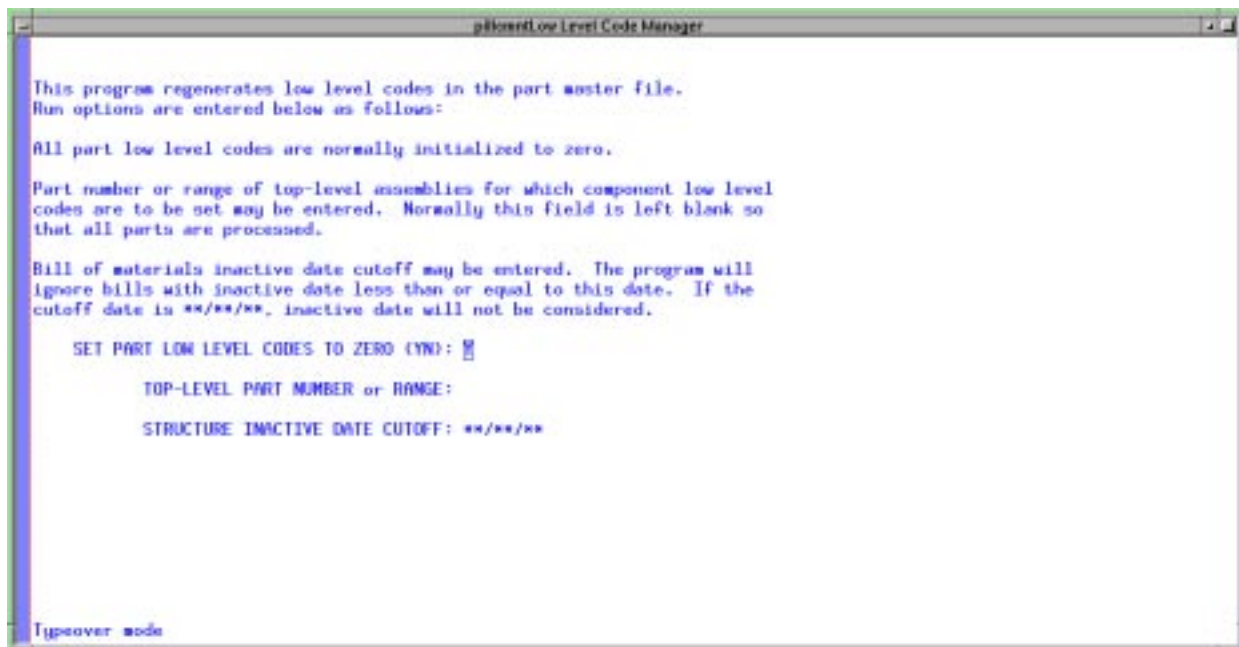 Low Level Code Manager
This program regenerates low level codes in the part master file.
Run options are entered below as follows:
All part low level codes are normally initialized to zero.
Part number or range of top-level assemblies for which component low level
codes are to be set may be entered.  Normally this field is left blank so
that all parts are processed.
Bill of materials inactive date cutoff may be entered.  The program will
ignore bills with inactive date less than or equal to this date.  If the
cutoff date is **/**/**, inactive date will not be considered.
SET PART LOW LEVEL CODES TO ZERO (YN):
TOP-LEVEL PART NUMBER or RANGE:
STRUCTURE INACTIVE DATE CUTOFF: **/**/**
Typeover mode